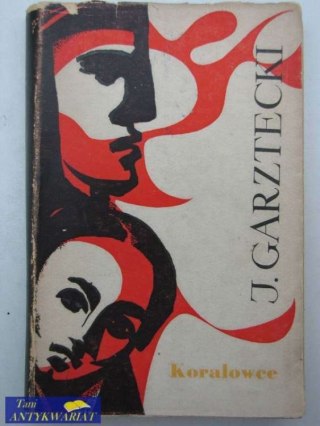 J. GARZTECKI
Koralowce
Tani
ANTYKWARIAT